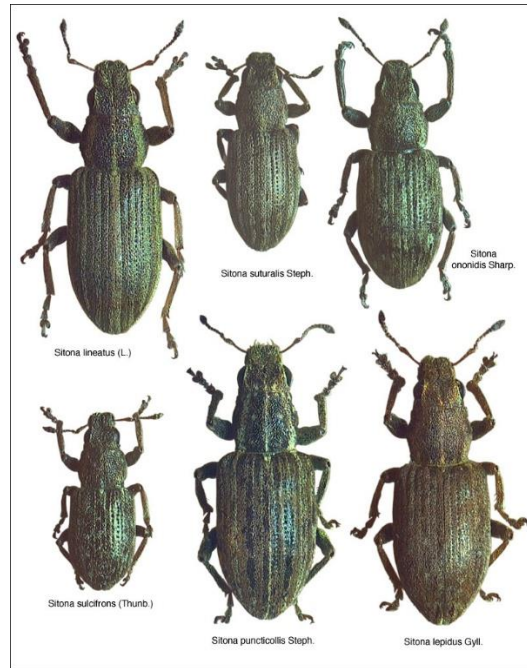 Sitona suturalis Steph.
Sitona
ononidis Sharp.
Sitona lineatus (L.)
Sitona sulcifrons (Thunb.)
Sitona puncticollis Steph.
Sitona lepidus Gyll.